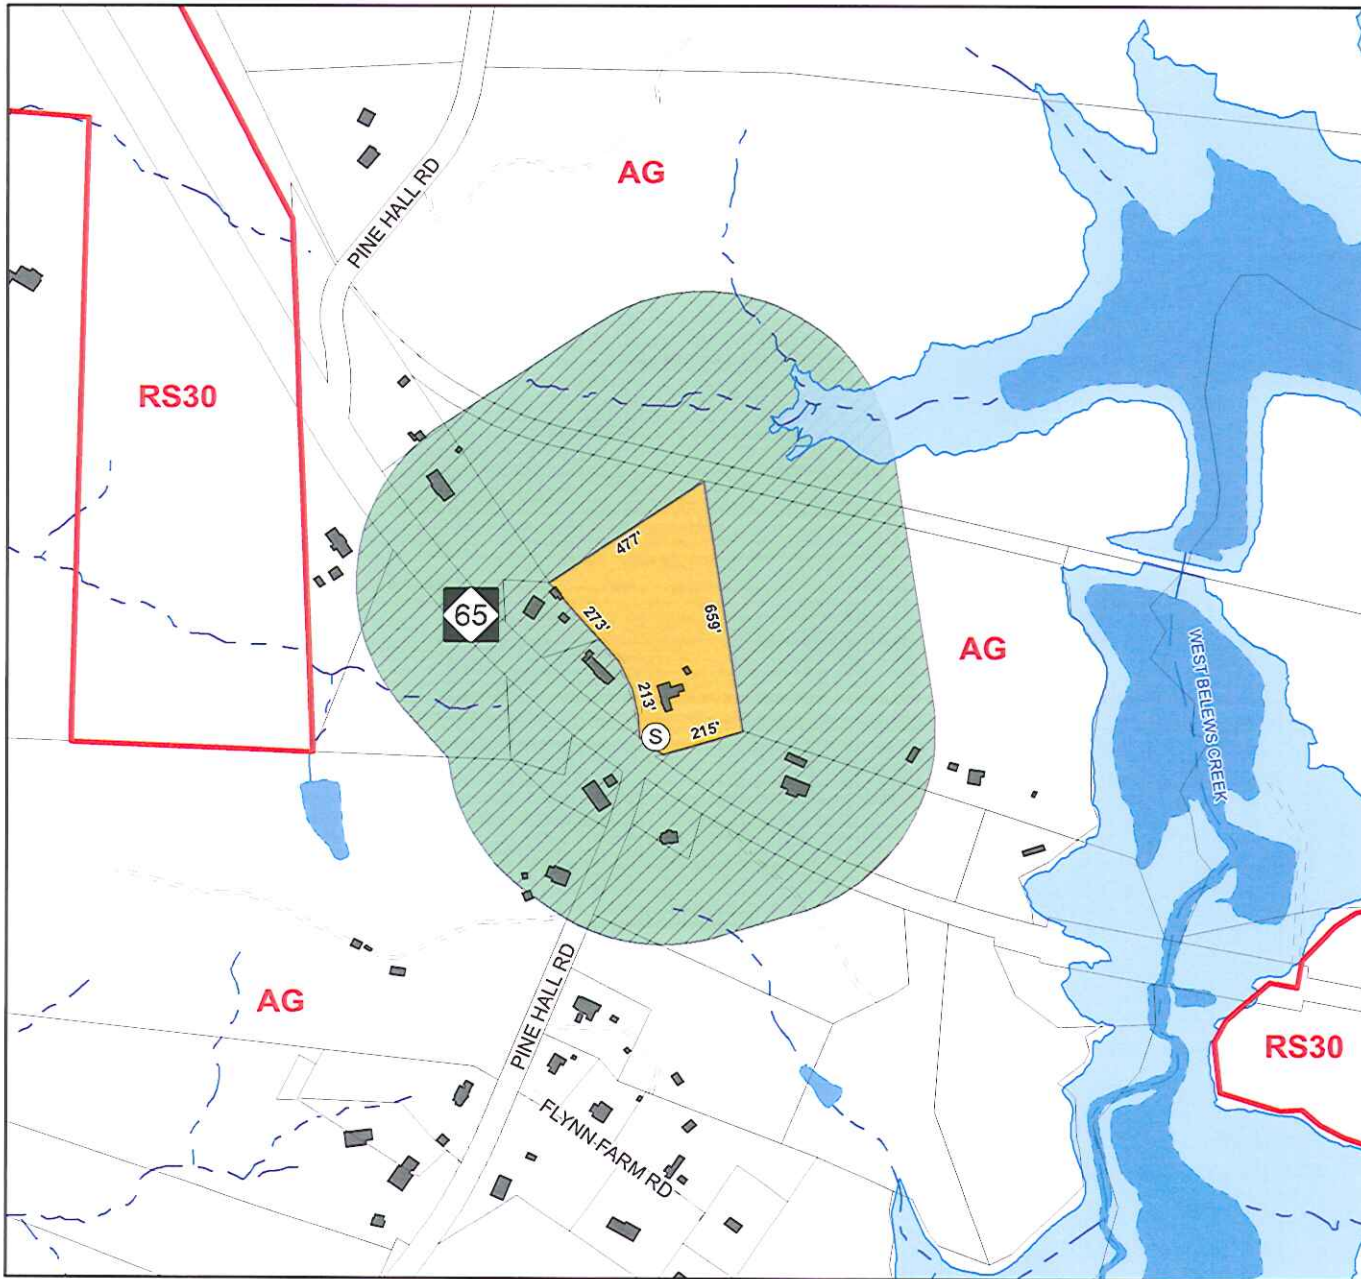 PINE HALL RD
AG
RS30
477'
65
273'
659'
AG
WEST BELEWS CREEK
213'
S
215'
PINE HALL RD
AG
RS30
FLYNN FARM RD